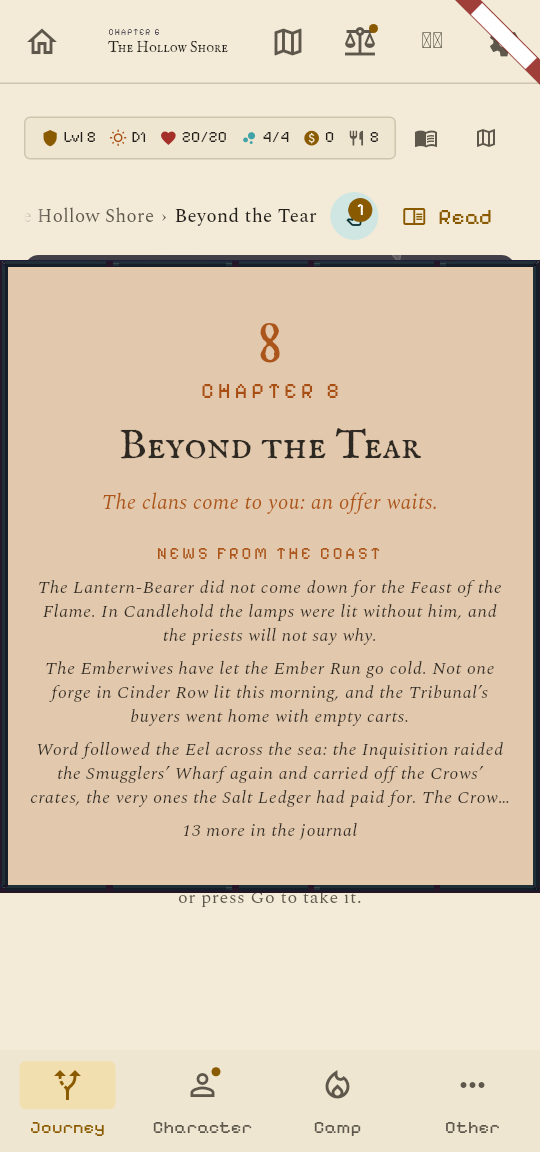 CHAPTER 6
The Hollow Shore
Lvl 8 D1 20/20 4/4 0 8
Hollow Shore › Beyond the Tear 1 Read
8
CHAPTER 8
Beyond the Tear
The clans come to you: an offer waits.
NEWS FROM THE COAST
The Lantern-Bearer did not come down for the Feast of the
Flame. In Candlehold the lamps were lit without him, and
the priests will not say why.
The Emberwives have let the Ember Run go cold. Not one
forge in Cinder Row lit this morning, and the Tribunal's
buyers went home with empty carts.
Word followed the Eel across the sea: the Inquisition raided
the Smugglers' Wharf again and carried off the Crows'
crates, the very ones the Salt Ledger had paid for. The Crow...
13 more in the journal
or press Go to take it.
Journey Character Camp Other